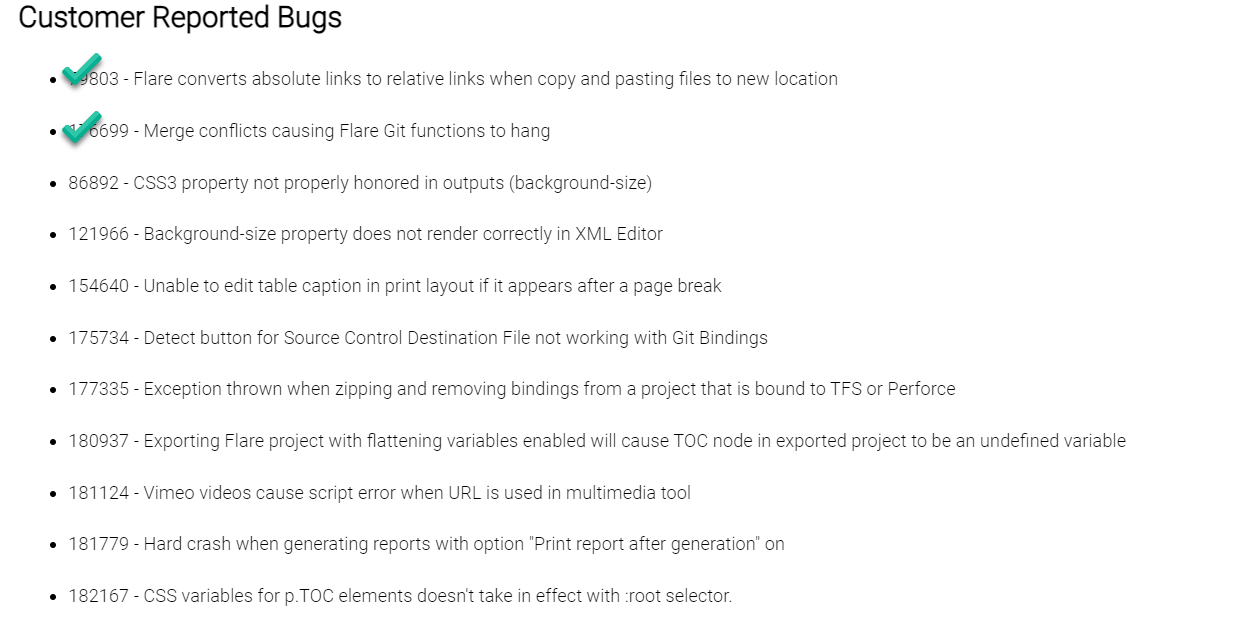 Customer Reported Bugs
- Flare converts absolute links to relative links when copy and pasting files to new location
- Merge conflicts causing Flare Git functions to hang
86892 - CSS3 property not properly honored in outputs (background-size)
121966 - Background-size property does not render correctly in XML Editor
154640 - Unable to edit table caption in print layout if it appears after a page break
175734 - Detect button for Source Control Destination File not working with Git Bindings
177335 - Exception thrown when zipping and removing bindings from a project that is bound to TFS or Perforce
180937 - Exporting Flare project with flattening variables enabled will cause TOC node in exported project to be an undefined variable
181124 - Vimeo videos cause script error when URL is used in multimedia tool
181779 - Hard crash when generating reports with option "Print report after generation" on
182167 - CSS variables for p.TOC elements doesn't take in effect with :root selector.